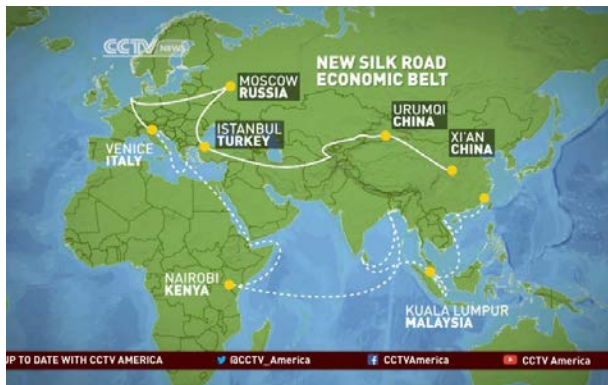 CCTV NEWS
NEW SILK ROAD
ECONOMIC BELT
MOSCOW
RUSSIA
URUMQI
CHINA
XI'AN
CHINA
ISTANBUL
TURKEY
VENICE
ITALY
NAIROBI
KENYA
KUALA LUMPUR
MALAYSIA
UP TO DATE WITH CCTV AMERICA
@CCTV_America
CCTVAmerica
CCTV America